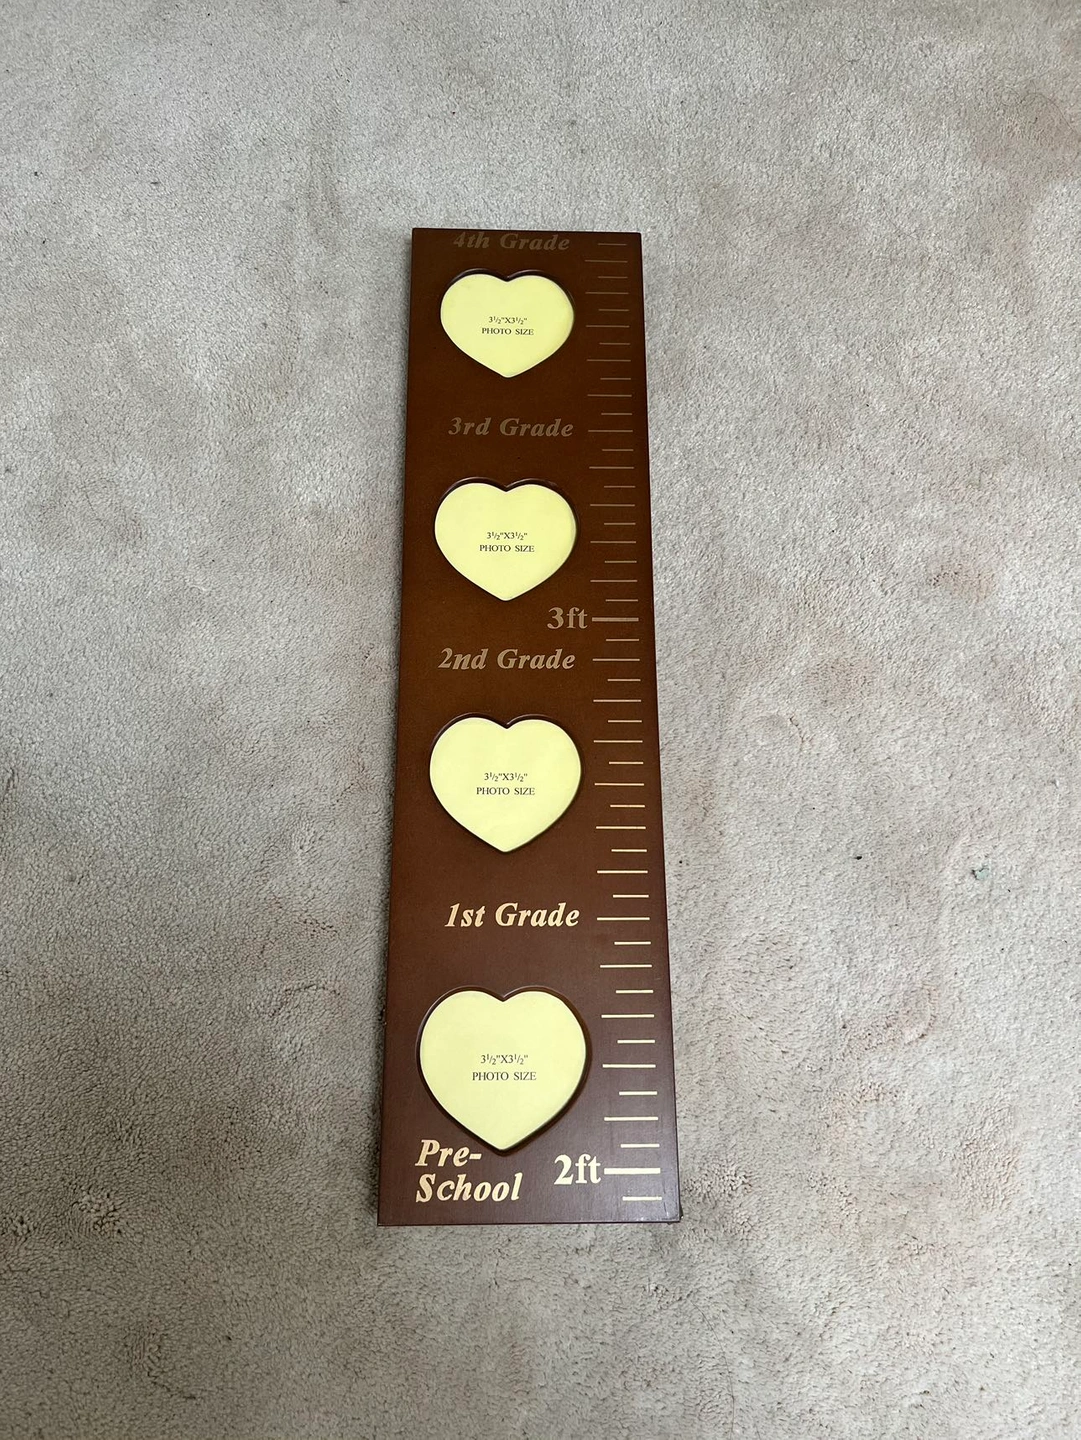 4th Grade
3½"X3½"
PHOTO SIZE
3rd Grade
3½"X3½"
PHOTO SIZE
3ft
2nd Grade
3½"X3½"
PHOTO SIZE
1st Grade
3½"X3½"
PHOTO SIZE
Pre-
School
2ft